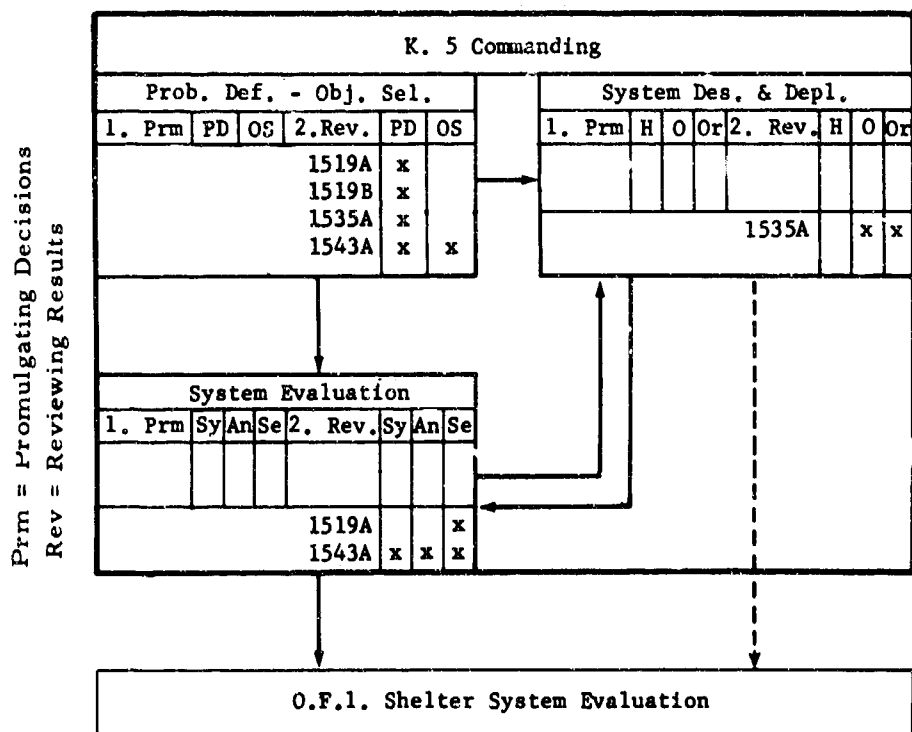 K. 5 Commanding
Prob. Def. - Obj. Sel.
1. Prm PD OS 2.Rev. PD OS
1519A x
1519B x
1535A x
1543A x x
System Des. & Depl.
1. Prm H O Or 2. Rev. H O Or
1535A x x
System Evaluation
1. Prm Sy An Se 2. Rev. Sy An Se
1519A x
1543A x x x
O.F.1. Shelter System Evaluation
Prm = Promulgating Decisions
Rev = Reviewing Results